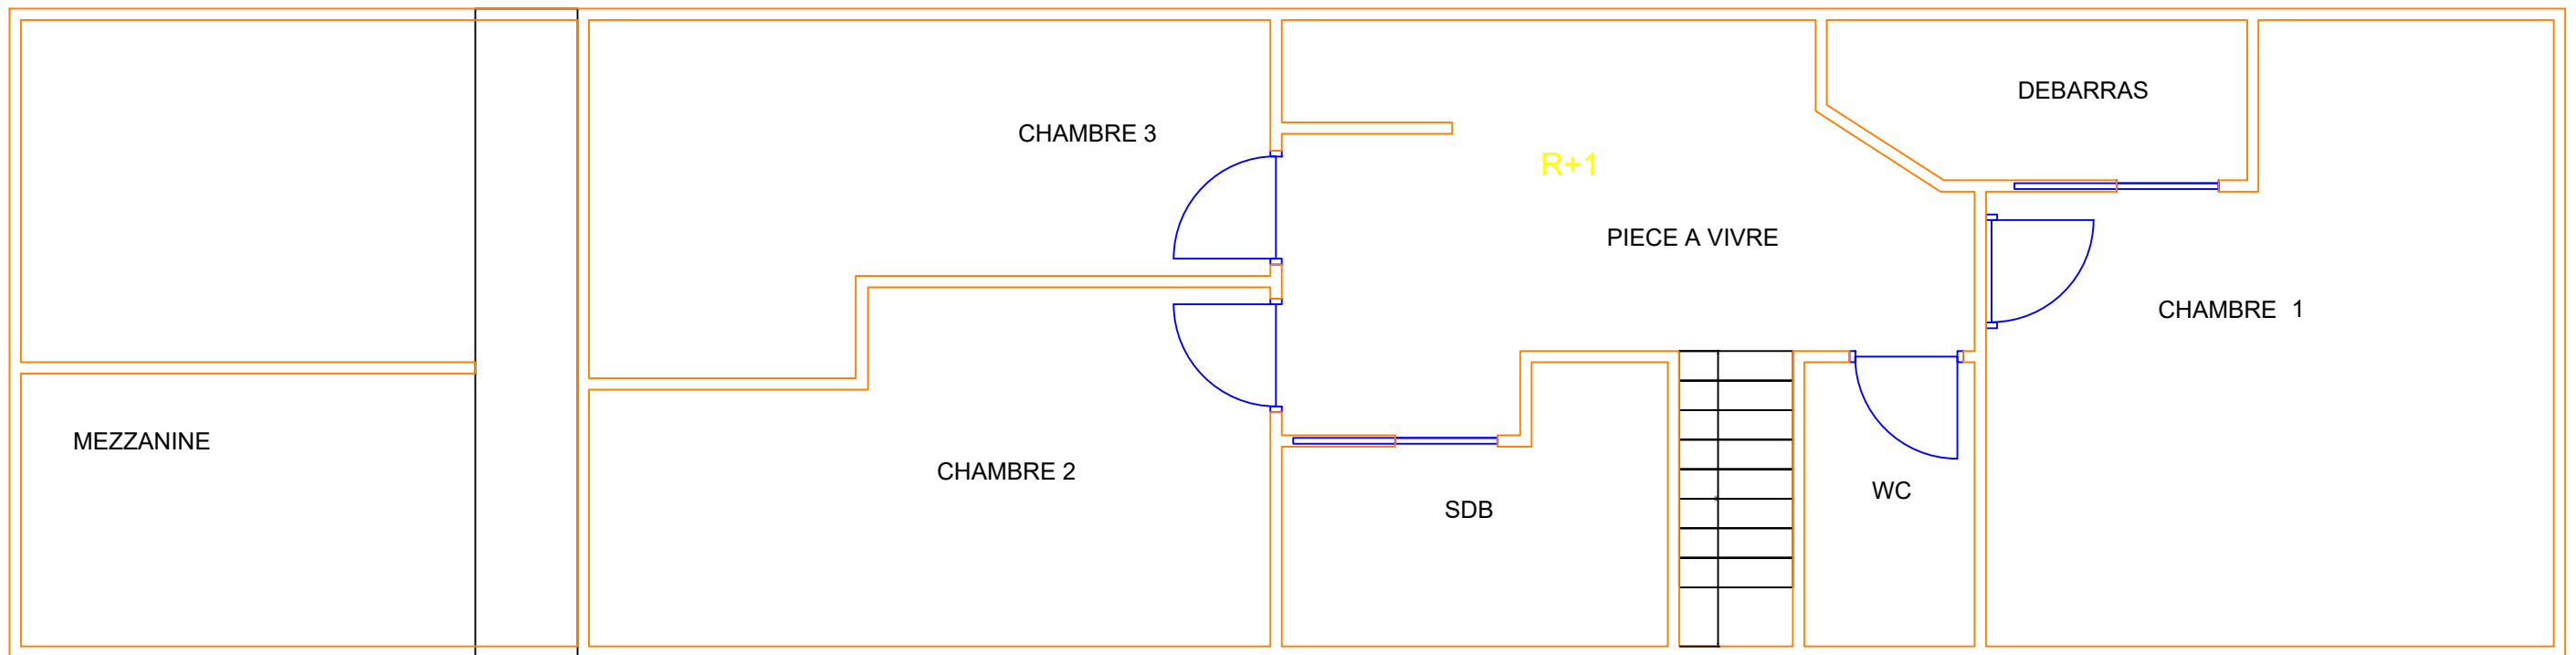 DEBARRAS
CHAMBRE 3
R+1
PIECE A VIVRE
CHAMBRE 1
MEZZANINE
CHAMBRE 2
WC
SDB